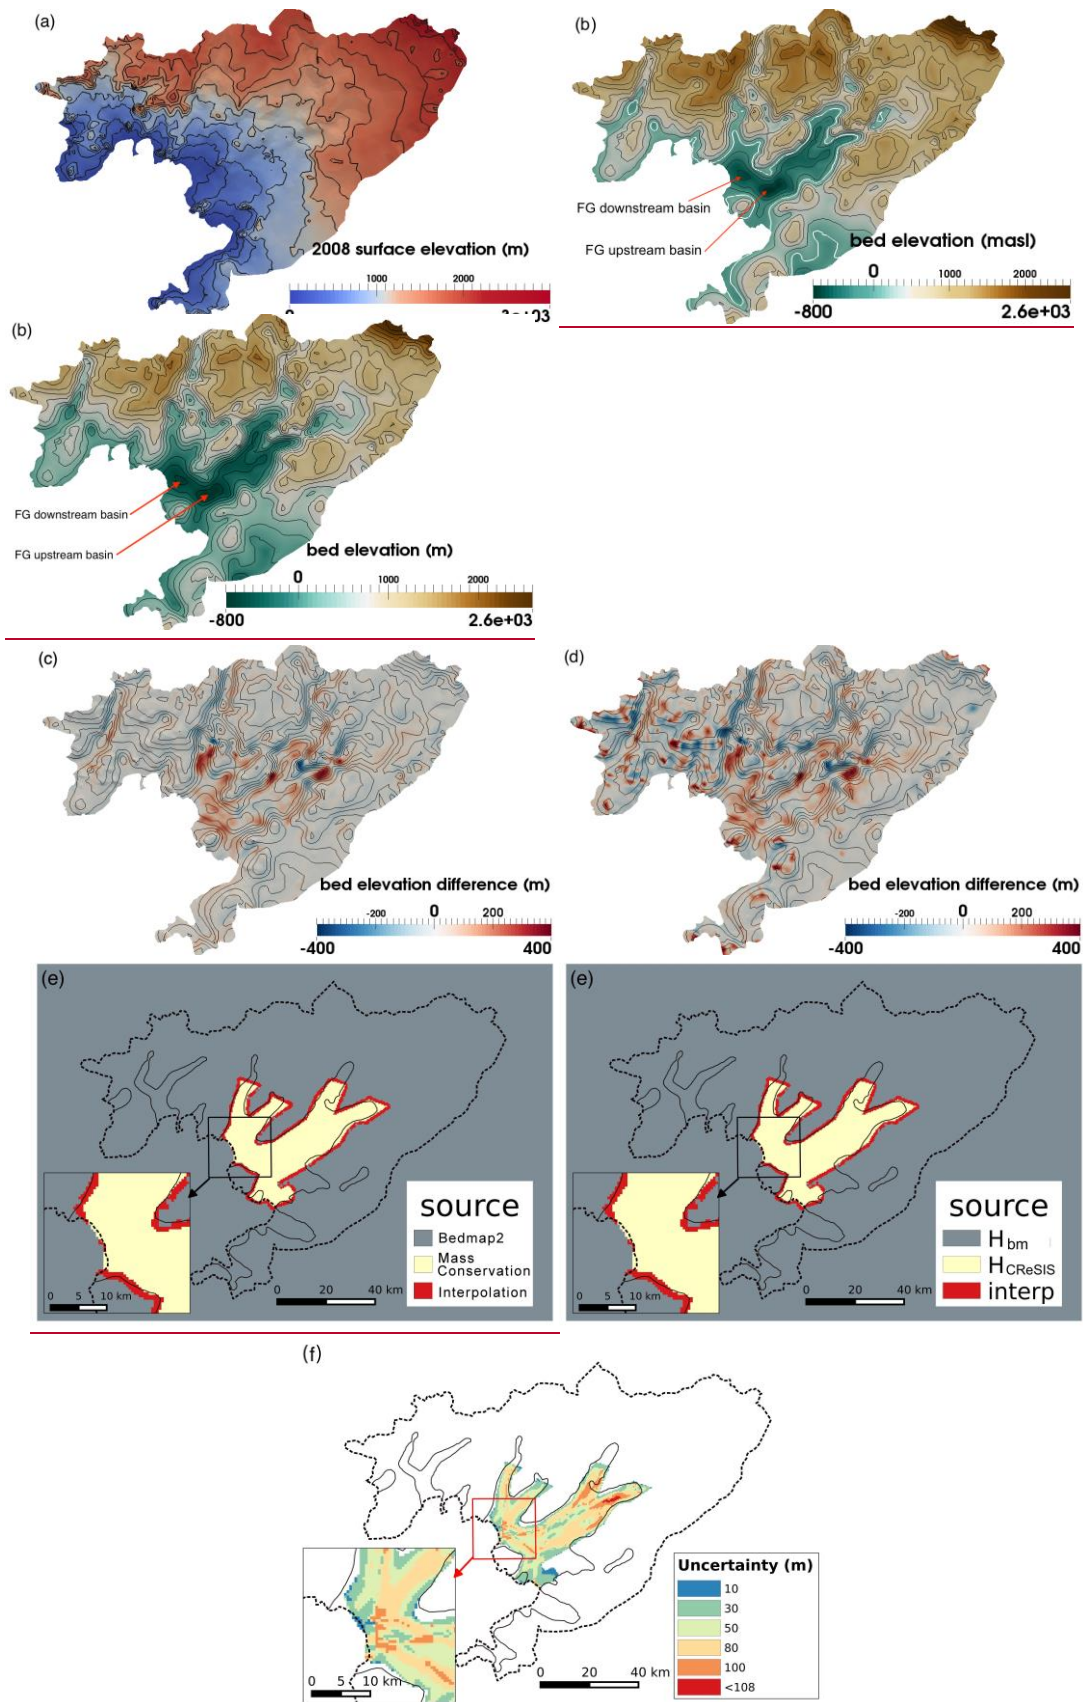 (a)
2008 surface elevation (m)
1000 2000
(b)
FG downstream basin
FG upstream basin
bed elevation (masl)
0 1000 2000
-800 2.6e+03
(b)
FG downstream basin
FG upstream basin
bed elevation (m)
0 1000 2000
-800 2.6e+03
(c)
bed elevation difference (m)
-200 0 200
-400 400
(d)
bed elevation difference (m)
-200 0 200
-400 400
(e)
source
Bedmap2
Mass
Conservation
Interpolation
0 5 10 km
0 20 40 km
(e)
source
H bm
H CReSIS
interp
0 5 10 km
0 20 40 km
(f)
Uncertainty (m)
10
30
50
80
100
<108
0 5 10 km
0 20 40 km